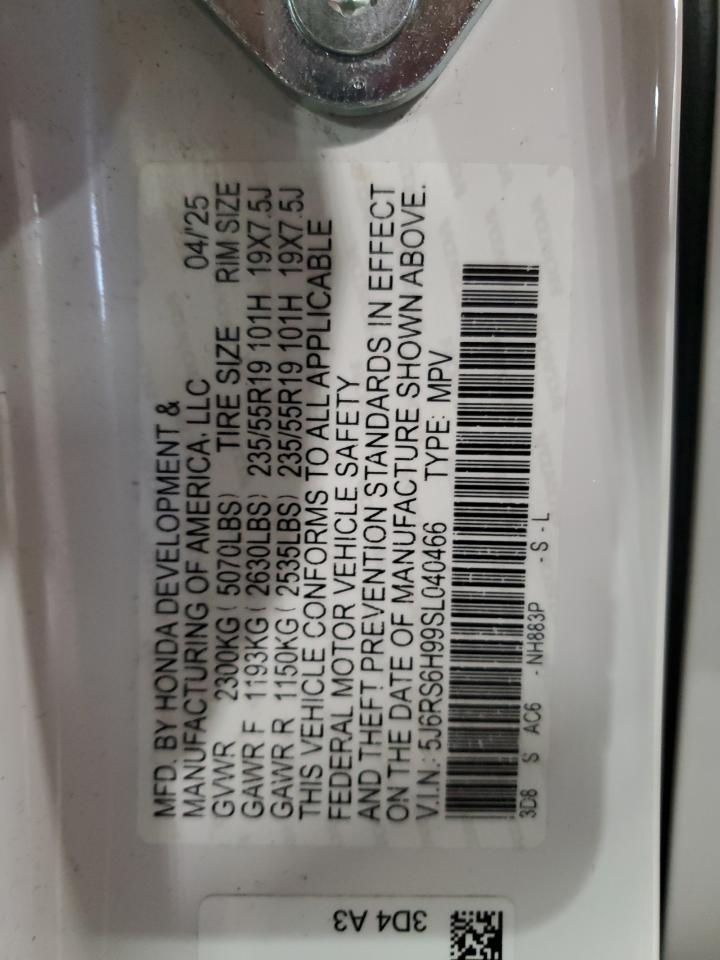 MFD. BY HONDA DEVELOPMENT &
MANUFACTURING OF AMERICA, LLC 04/'25
GVWR 2300KG ( 5070LBS) TIRE SIZE RIM SIZE
GAWR F 1193KG ( 2630LBS) 235/55R19 101H 19X7.5J
GAWR R 1150KG ( 2535LBS) 235/55R19 101H 19X7.5J
THIS VEHICLE CONFORMS TO ALL APPLICABLE
FEDERAL MOTOR VEHICLE SAFETY
AND THEFT PREVENTION STANDARDS IN EFFECT
ON THE DATE OF MANUFACTURE SHOWN ABOVE.
V.I.N.: 5J6RS6H99SL040466 TYPE: MPV
3D8 S AC6 - NH883P - S - L
3D4 A3